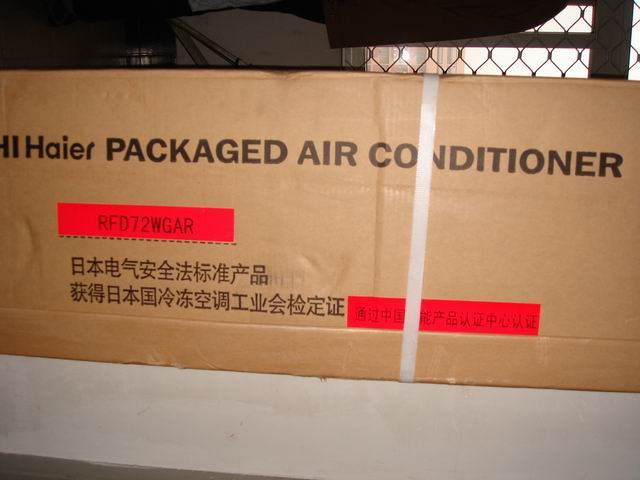 HI Haier PACKAGED AIR CONDITIONER
RFD72WGAR
日本电气安全法标准产品
获得日本国冷冻空调工业会检定证
通过中国 能产品认证中心认证